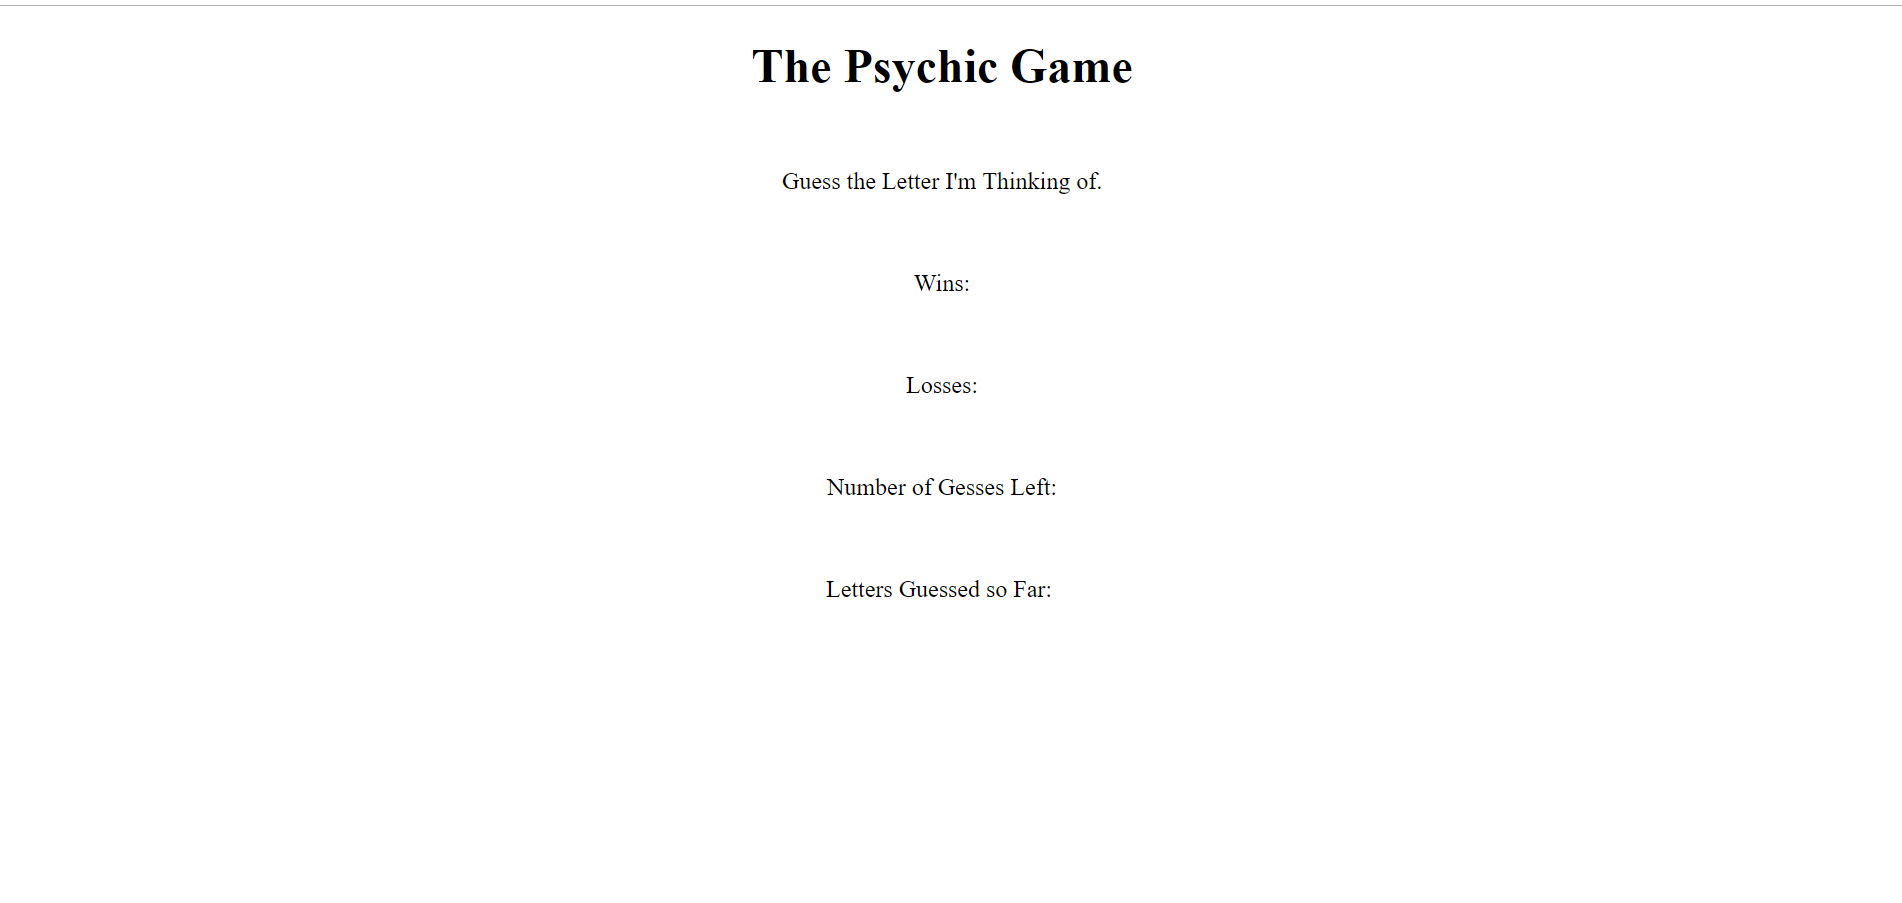 The Psychic Game
Guess the Letter I'm Thinking of.
Wins:
Losses:
Number of Gesses Left:
Letters Guessed so Far: